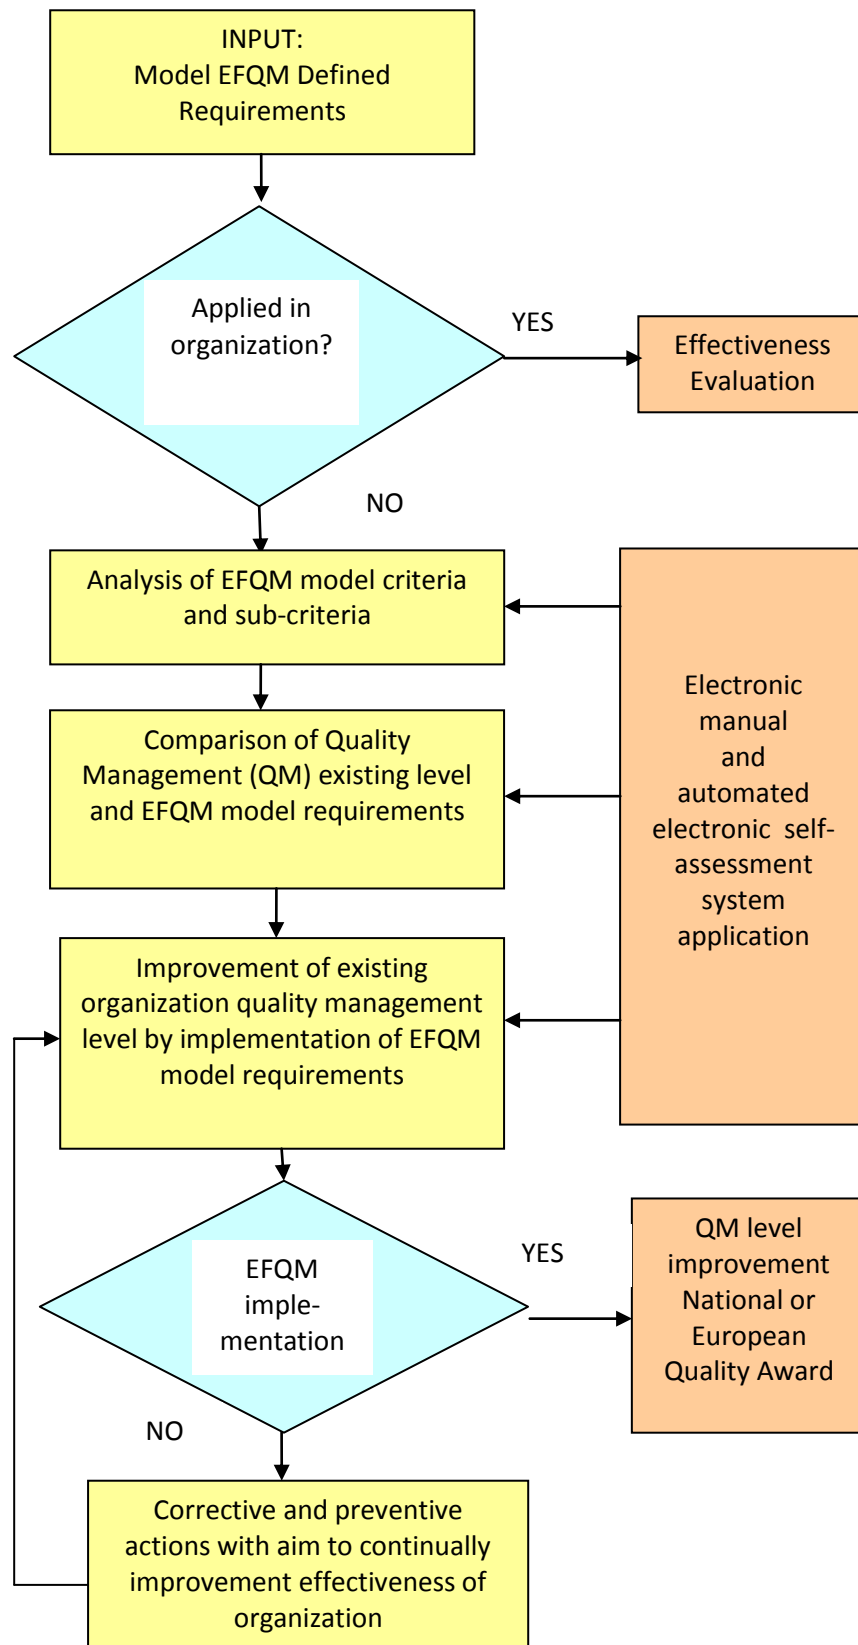 INPUT:
Model EFQM Defined
Requirements
Applied in
organization?
YES
Effectiveness
Evaluation
NO
Analysis of EFQM model criteria
and sub-criteria
Comparison of Quality
Management (QM) existing level
and EFQM model requirements
Electronic
manual
and
automated
electronic self-
assessment
system
application
Improvement of existing
organization quality management
level by implementation of EFQM
model requirements
EFQM
imple-
mentation
YES
QM level
improvement
National or
European
Quality Award
NO
Corrective and preventive
actions with aim to continually
improvement effectiveness of
organization